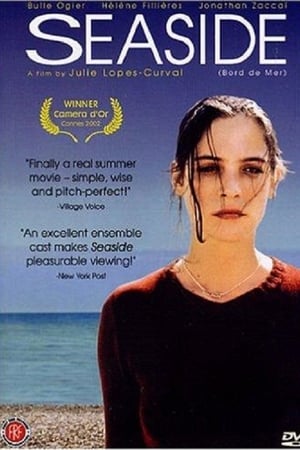 Bulle Ogier Hélène Fillières Jonathan Zaccaï
SEASIDE
A film by Julie Lopes-Curval (Bord de Mer)
WINNER
Camera d'Or
Cannes 2002
"Finally a real summer
movie – simple, wise
and pitch-perfect!"
-Village Voice
"An excellent ensemble
cast makes Seaside
pleasurable viewing!"
-New York Post
FRF
DVD